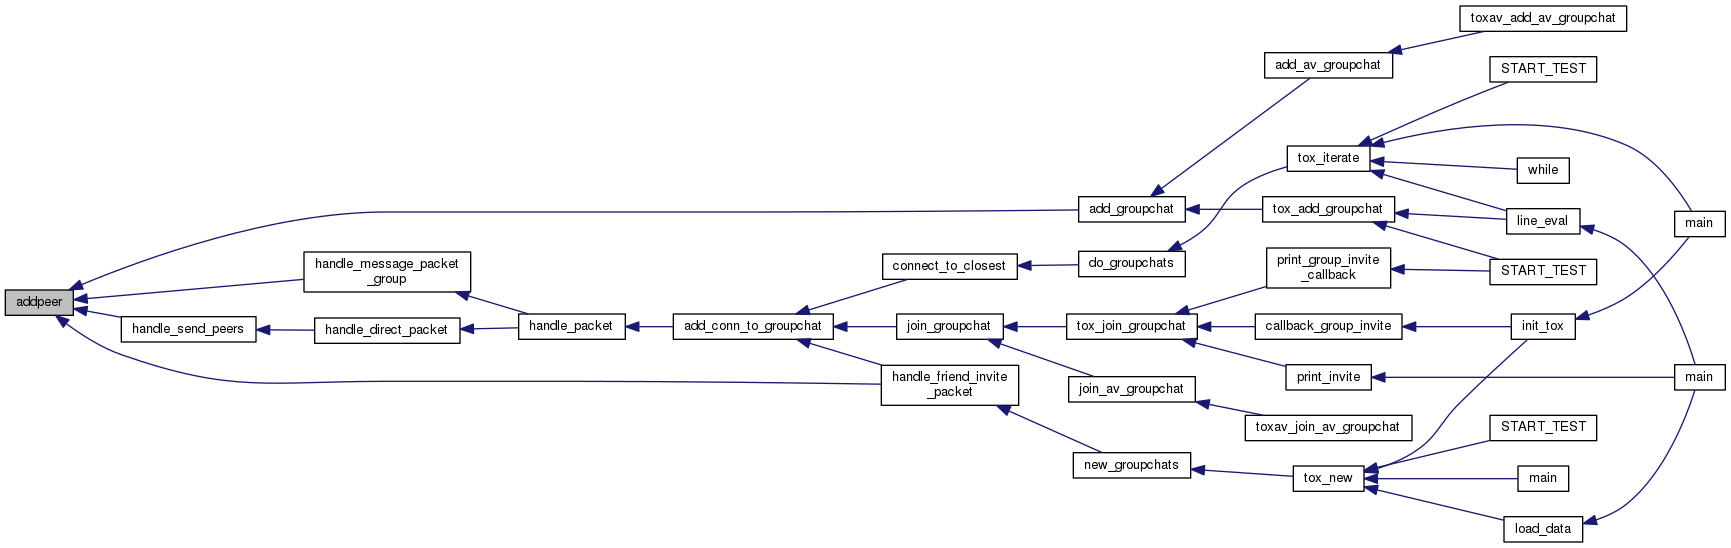 toxav_add_av_groupchat
add_av_groupchat
START_TEST
tox_iterate
while
add_groupchat
tox_add_groupchat
line_eval
main
handle_message_packet
_group
connect_to_closest
do_groupchats
print_group_invite
_callback
START_TEST
addpeer
handle_send_peers
handle_direct_packet
handle_packet
add_conn_to_groupchat
join_groupchat
tox_join_groupchat
callback_group_invite
init_tox
handle_friend_invite
_packet
join_av_groupchat
print_invite
main
toxav_join_av_groupchat
START_TEST
new_groupchats
tox_new
main
load_data